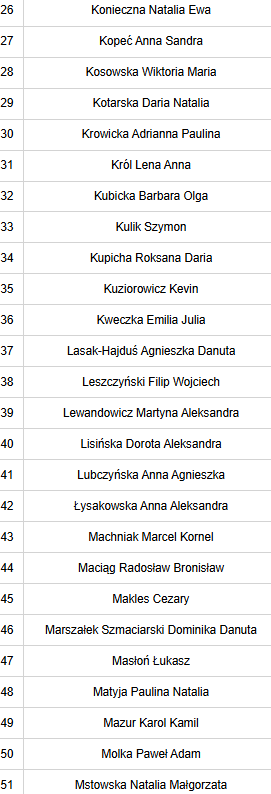 26 Konieczna Natalia Ewa
27 Kopeć Anna Sandra
28 Kosowska Wiktoria Maria
29 Kotarska Daria Natalia
30 Krowicka Adrianna Paulina
31 Król Lena Anna
32 Kubicka Barbara Olga
33 Kulik Szymon
34 Kupicha Roksana Daria
35 Kuziorowicz Kevin
36 Kweczka Emilia Julia
37 Lasak-Hajduś Agnieszka Danuta
38 Leszczyński Filip Wojciech
39 Lewandowicz Martyna Aleksandra
40 Lisińska Dorota Aleksandra
41 Lubczyńska Anna Agnieszka
42 Łysakowska Anna Aleksandra
43 Machniak Marcel Kornel
44 Maciąg Radosław Bronisław
45 Makles Cezary
46 Marszałek Szmaciarski Dominika Danuta
47 Masłoń Łukasz
48 Matyja Paulina Natalia
49 Mazur Karol Kamil
50 Molka Paweł Adam
51 Mstowska Natalia Małgorzata